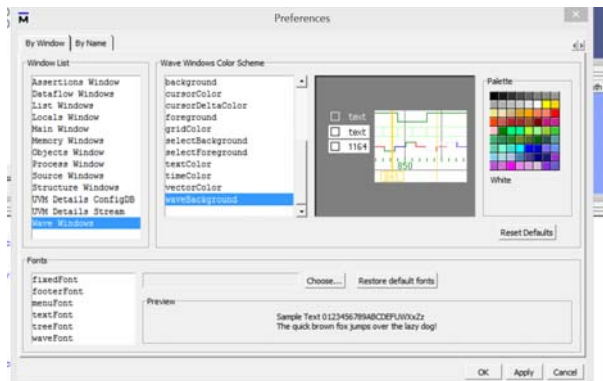 M
Preferences
By Window
By Name
Window List
Assertions Window
Dataflow Windows
List Windows
Locals Window
Main Window
Memory Windows
Objects Window
Process Window
Source Windows
Structure Windows
UVM Details ConfigDB
UVM Details Stream
Wave Windows
Wave Windows Color Scheme
background
cursorColor
cursorDeltaColor
foreground
gridColor
selectBackground
selectForeground
textColor
timeColor
vectorColor
waveBackground
text
text
1164
850
Palette
White
Reset Defaults
Fonts
fixedFont
footerFont
menuFont
textFont
treeFont
waveFont
Choose...
Restore default fonts
Preview
Sample Text 0123456789ABCDEFUWXxZz
The quick brown fox jumps over the lazy dog!
OK
Apply
Cancel